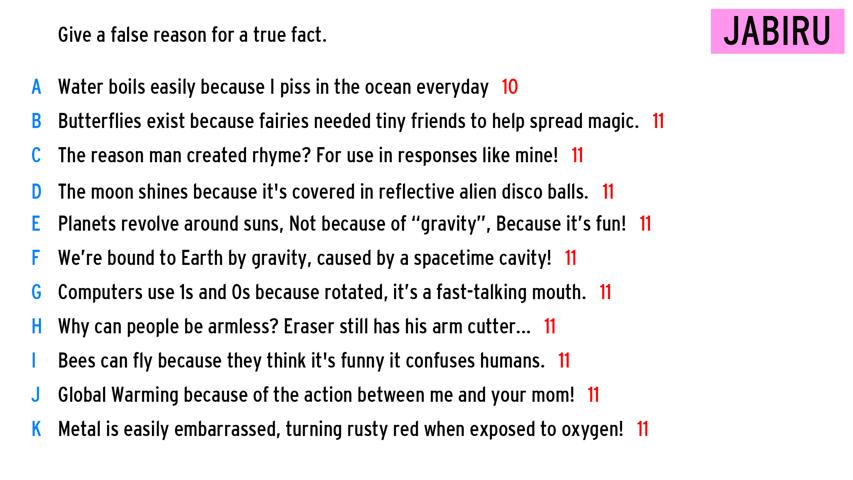 Give a false reason for a true fact.
JABIRU
A Water boils easily because I piss in the ocean everyday 10
B Butterflies exist because fairies needed tiny friends to help spread magic. 11
C The reason man created rhyme? For use in responses like mine! 11
D The moon shines because it's covered in reflective alien disco balls. 11
E Planets revolve around suns, Not because of “gravity”, Because it’s fun! 11
F We’re bound to Earth by gravity, caused by a spacetime cavity! 11
G Computers use 1s and 0s because rotated, it’s a fast-talking mouth. 11
H Why can people be armless? Eraser still has his arm cutter... 11
I Bees can fly because they think it's funny it confuses humans. 11
J Global Warming because of the action between me and your mom! 11
K Metal is easily embarrassed, turning rusty red when exposed to oxygen! 11